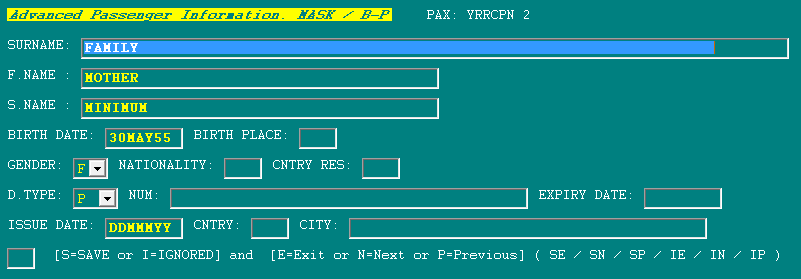 Advanced Passenger Information. MASK / B-P PAX: YRRCPN 2
SURNAME: FAMILY
F.NAME : MOTHER
S.NAME : MINIMUM
BIRTH DATE: 30MAY55 BIRTH PLACE:
GENDER: F NATIONALITY: CNTRY RES:
D.TYPE: P NUM: EXPIRY DATE:
ISSUE DATE: DDMMMYY CNTRY: CITY:
[S=SAVE or I=IGNORED] and [E=Exit or N=Next or P=Previous] ( SE / SN / SP / IE / IN / IP )